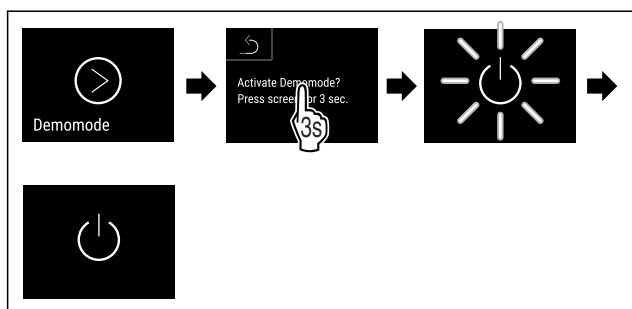 Demomode
Activate Demomode?
Press screen for 3 sec.
3s